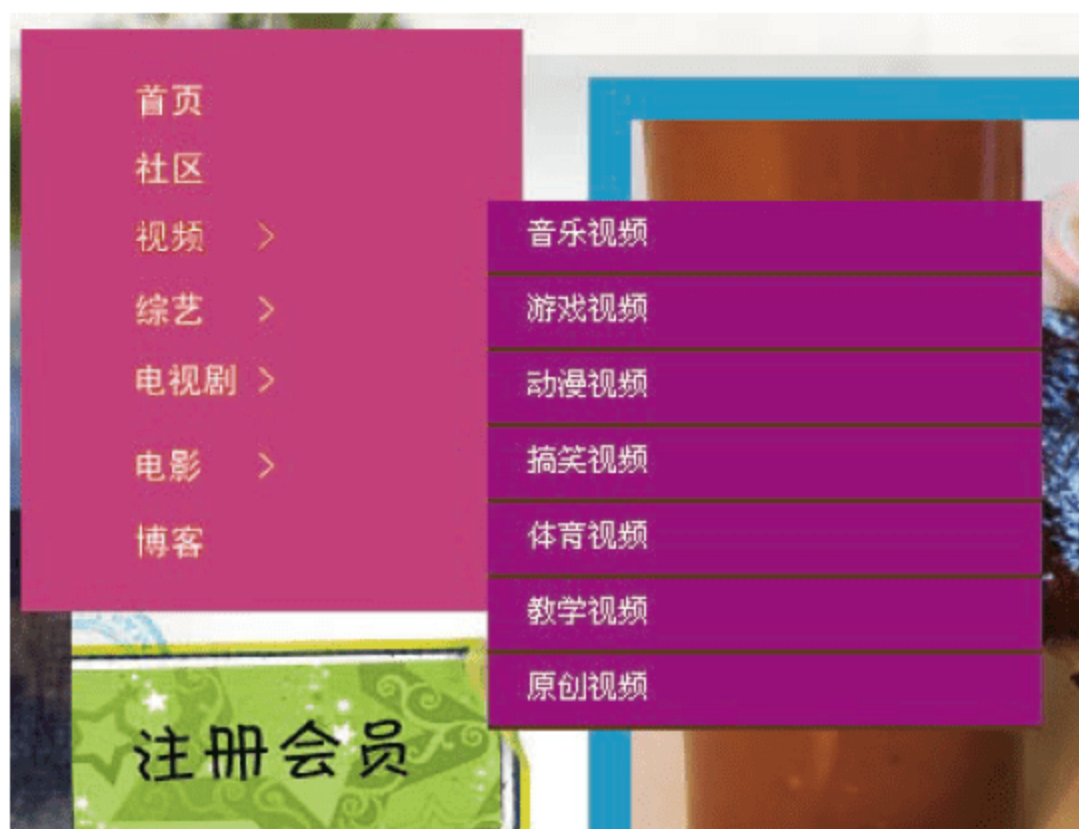 首页
社区
视频 >
综艺 >
电视剧 >
电影 >
博客
音乐视频
游戏视频
动漫视频
搞笑视频
体育视频
教学视频
原创视频
注册会员